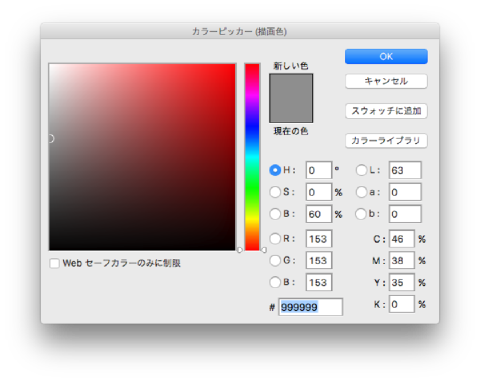 カラーピッカー (描画色)
新しい色
現在の色
OK
キャンセル
スウォッチに追加
カラーライブラリ
H: 0 ° L: 63
S: 0 % a: 0
B: 60 % b: 0
R: 153 C: 46 %
G: 153 M: 38 %
B: 153 Y: 35 %
# 999999 K: 0 %
Web セーフカラーのみに制限